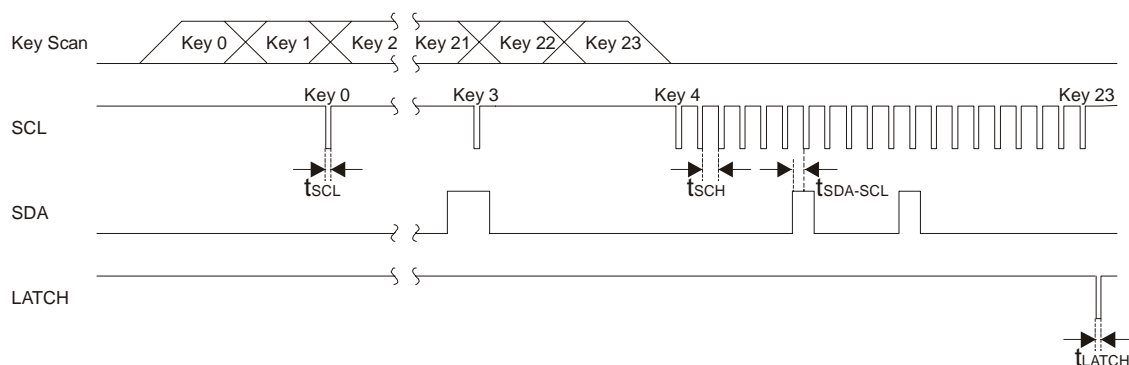 Key Scan
Key 0 Key 1 Key 2 Key 21 Key 22 Key 23
Key 0 Key 3 Key 4 Key 23
SCL
tSCL tSCH tSDA-SCL
SDA
LATCH
tLATCH